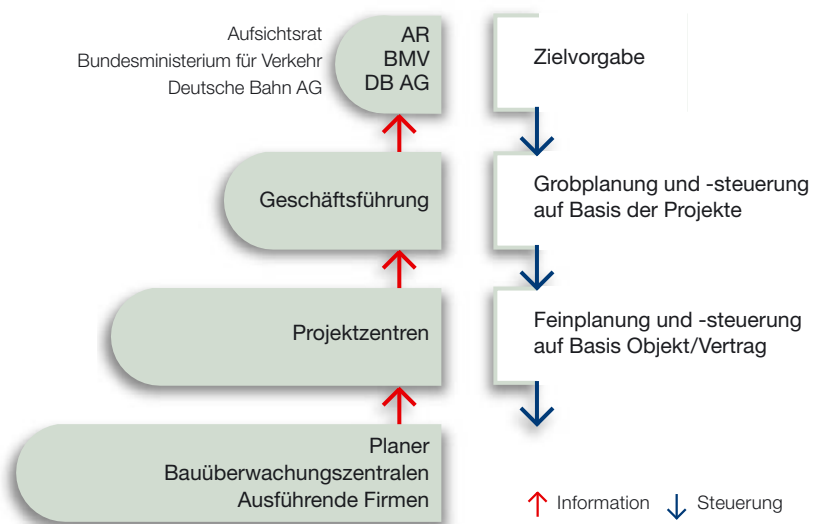 Aufsichtsrat
Bundesministerium für Verkehr
Deutsche Bahn AG
AR
BMV
DB AG
Zielvorgabe
Geschäftsführung
Grobplanung und -steuerung
auf Basis der Projekte
Projektzentren
Feinplanung und -steuerung
auf Basis Objekt/Vertrag
Planer
Bauüberwachungszentralen
Ausführende Firmen
Information
Steuerung